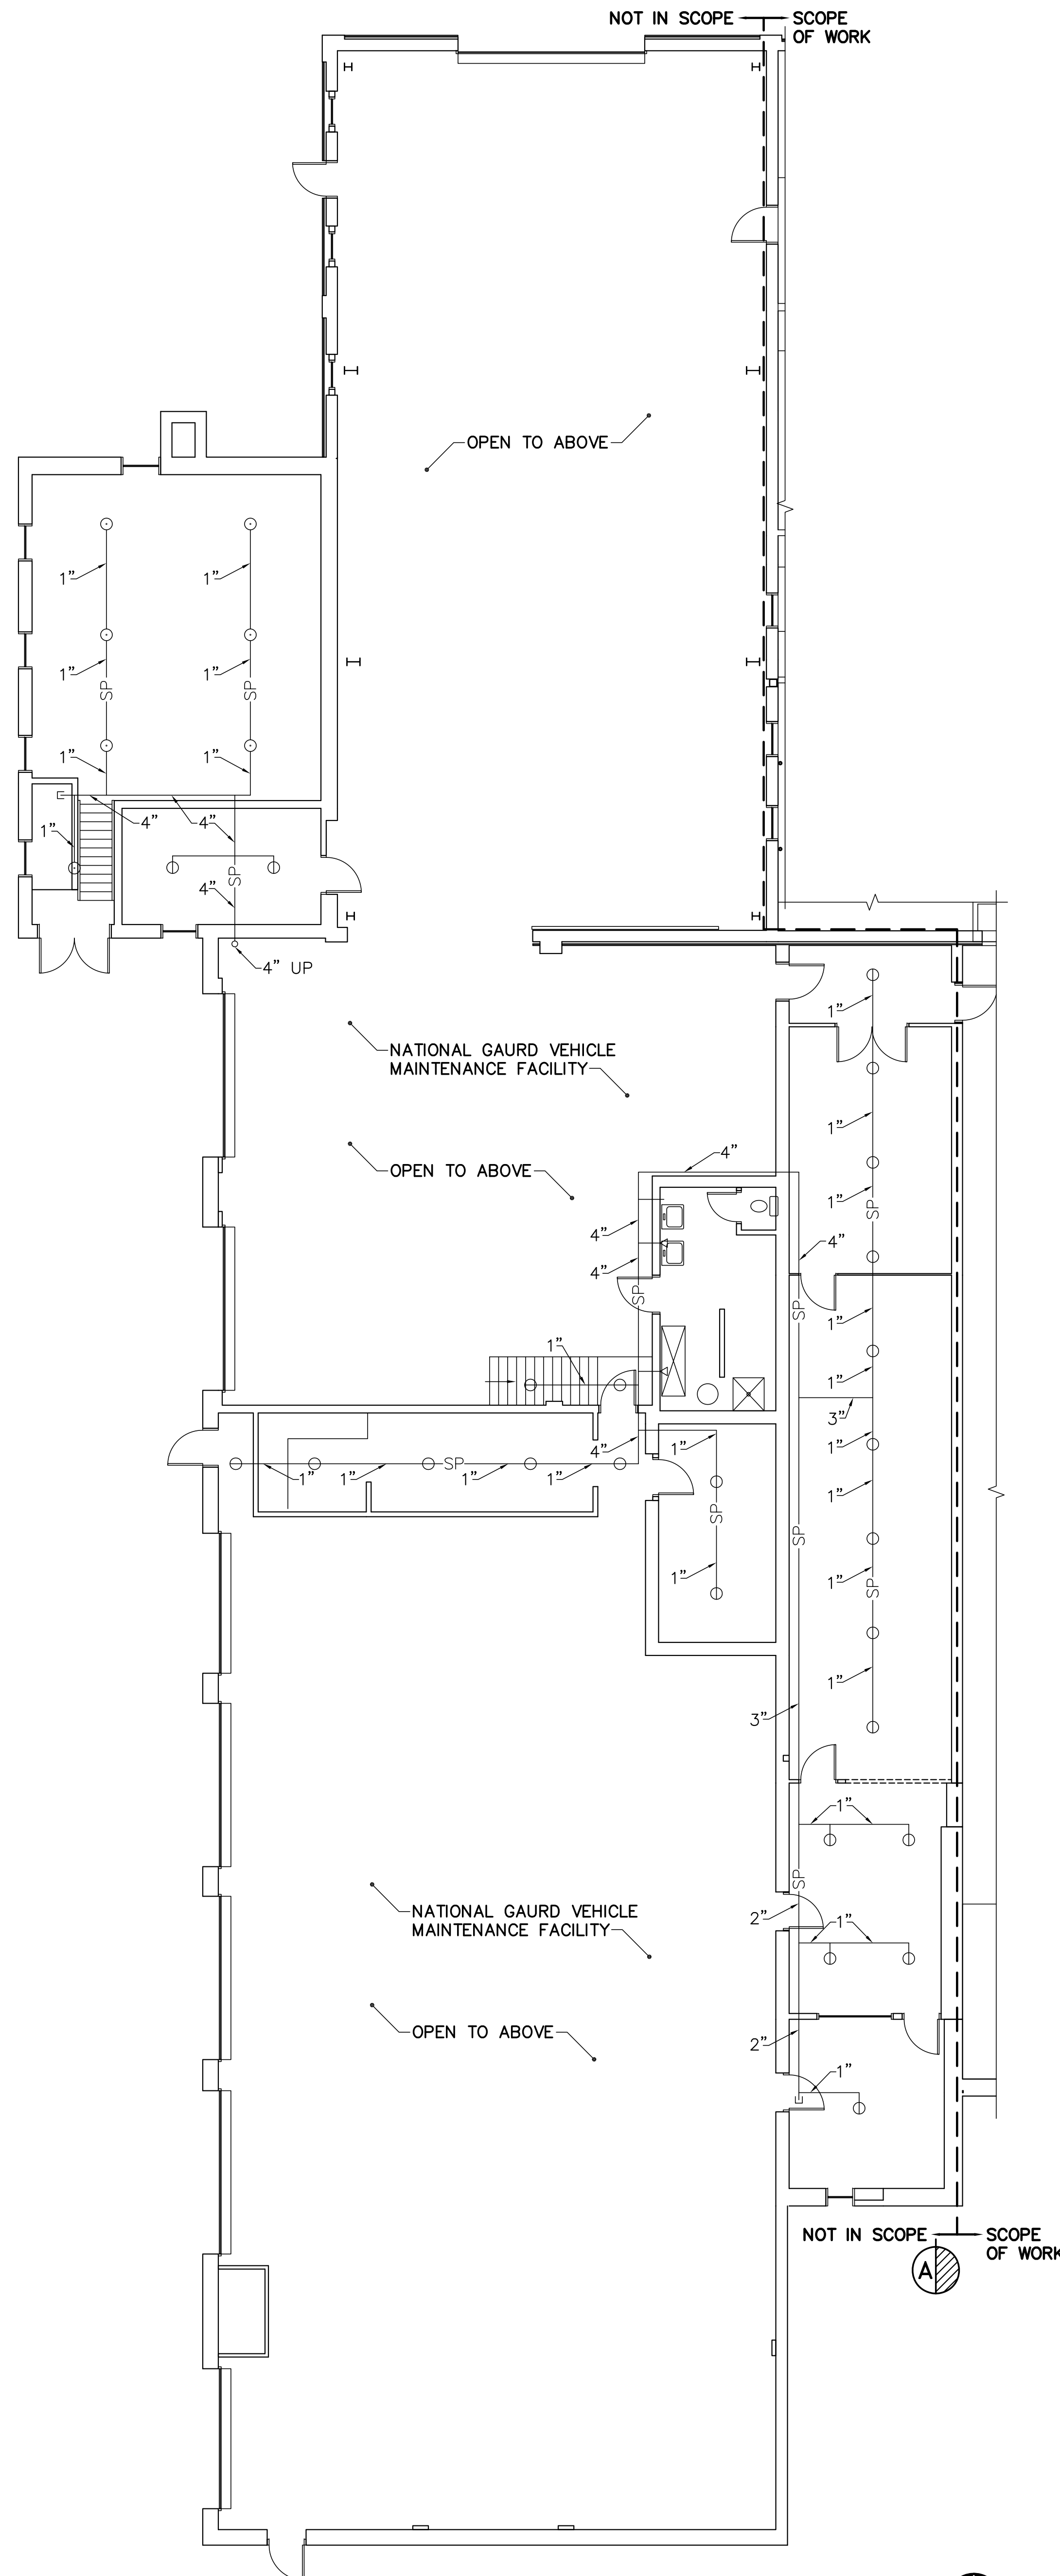 NOT IN SCOPE SCOPE
OF WORK
OPEN TO ABOVE
1" 1"
1" 1"
SP SP
1" 1"
1" 4" 4"
SP
4"
4" UP
1"
NATIONAL GAURD VEHICLE
MAINTENANCE FACILITY
1"
4"
OPEN TO ABOVE
1"
SP
4"
4"
4"
SP
SP
1"
1"
1"
3"
4" 1" 1"
SP
1" 1" 1" 1"
1"
SP
SP
1"
1"
SP
1"
3"
1"
SP
NATIONAL GAURD VEHICLE
MAINTENANCE FACILITY
2" 1"
OPEN TO ABOVE
2"
1"
NOT IN SCOPE SCOPE
OF WORK
A